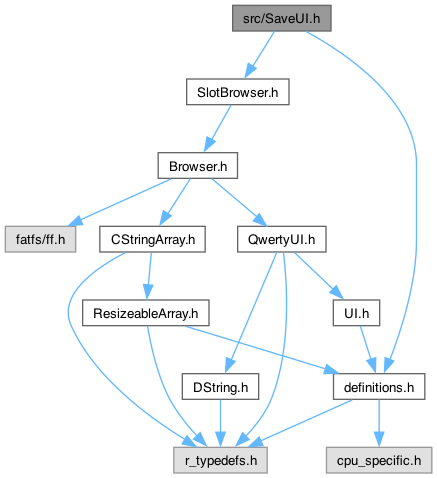 src/SaveUI.h
SlotBrowser.h
Browser.h
fatfs/ff.h
CStringArray.h
QwertyUI.h
ResizeableArray.h
UI.h
DString.h
definitions.h
r_typedefs.h
cpu_specific.h